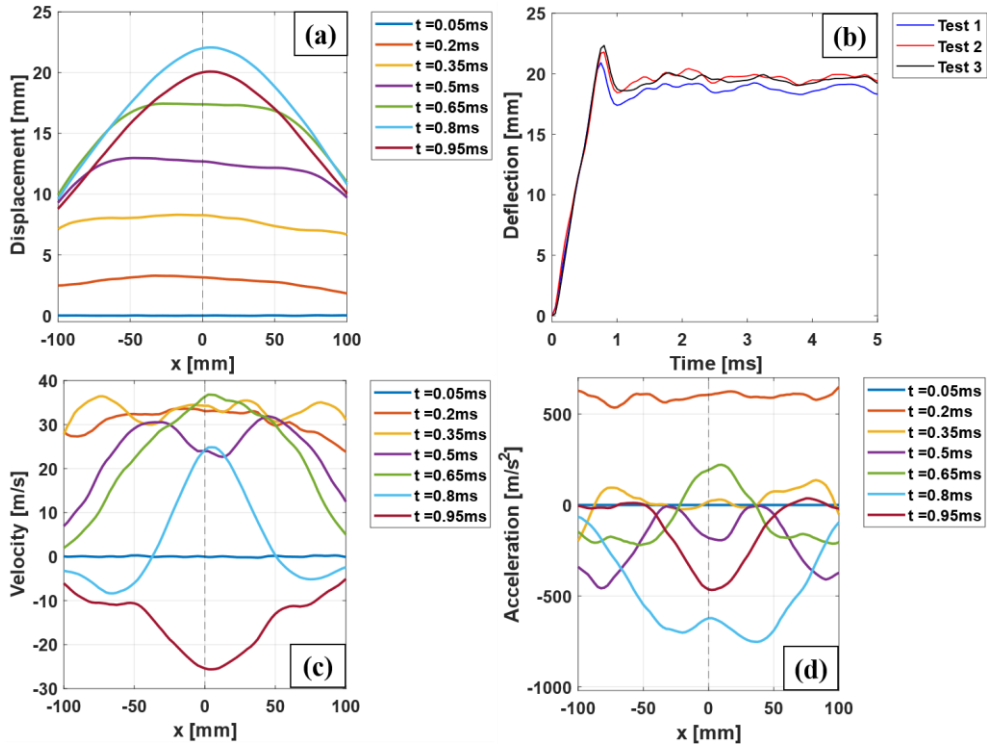 (a)
25
20
15
10
5
0
Displacement [mm]
-100
-50
0
50
100
x [mm]
t =0.05ms
t =0.2ms
t =0.35ms
t =0.5ms
t =0.65ms
t =0.8ms
t =0.95ms
(b)
25
20
15
10
5
0
Deflection [mm]
0
1
2
3
4
5
Time [ms]
Test 1
Test 2
Test 3
(c)
40
30
20
10
0
-10
-20
-30
Velocity [m/s]
-100
-50
0
50
100
x [mm]
t =0.05ms
t =0.2ms
t =0.35ms
t =0.5ms
t =0.65ms
t =0.8ms
t =0.95ms
(d)
500
0
-500
-1000
Acceleration [m/s²]
-100
-50
0
50
100
x [mm]
t =0.05ms
t =0.2ms
t =0.35ms
t =0.5ms
t =0.65ms
t =0.8ms
t =0.95ms